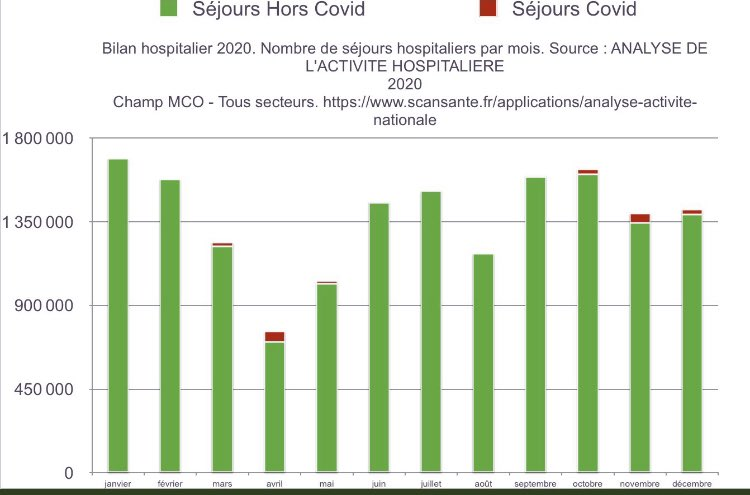 Séjours Hors Covid Séjours Covid
Bilan hospitalier 2020. Nombre de séjours hospitaliers par mois. Source : ANALYSE DE
L'ACTIVITE HOSPITALIERE
2020
Champ MCO - Tous secteurs. https://www.scansante.fr/applications/analyse-activite-
nationale
1 800 000
1 350 000
900 000
450 000
0
janvier février mars avril mai juin juillet août septembre octobre novembre décembre